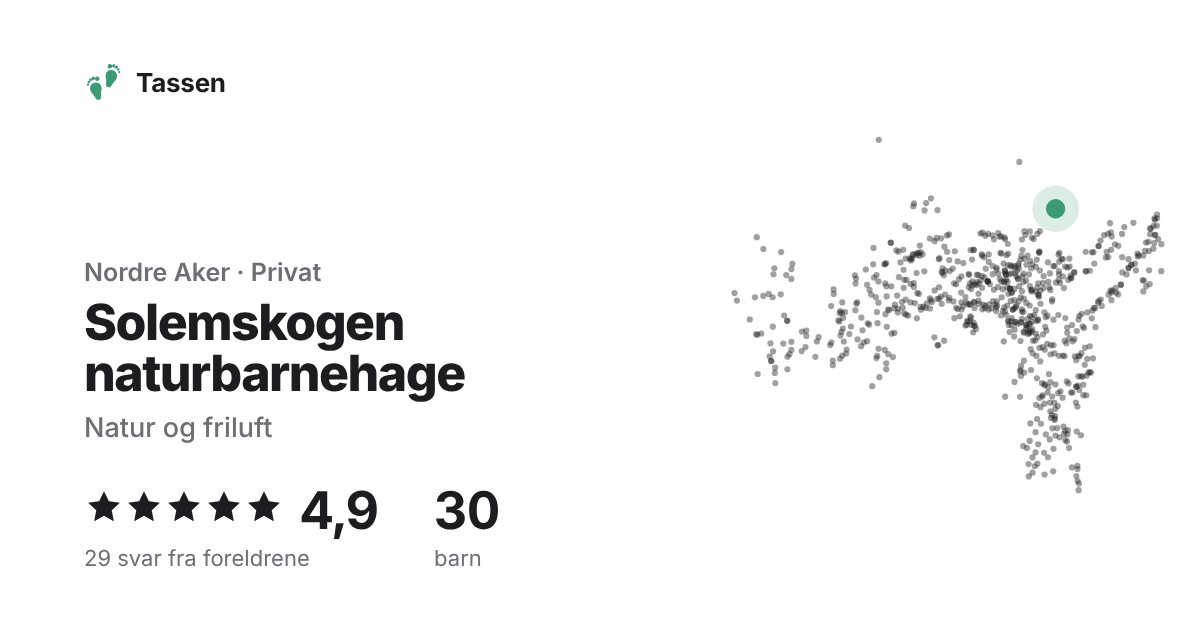 Tassen
Nordre Aker · Privat
Solemskogen
naturbarnehage
Natur og friluft
4,9
29 svar fra foreldrene
30
barn